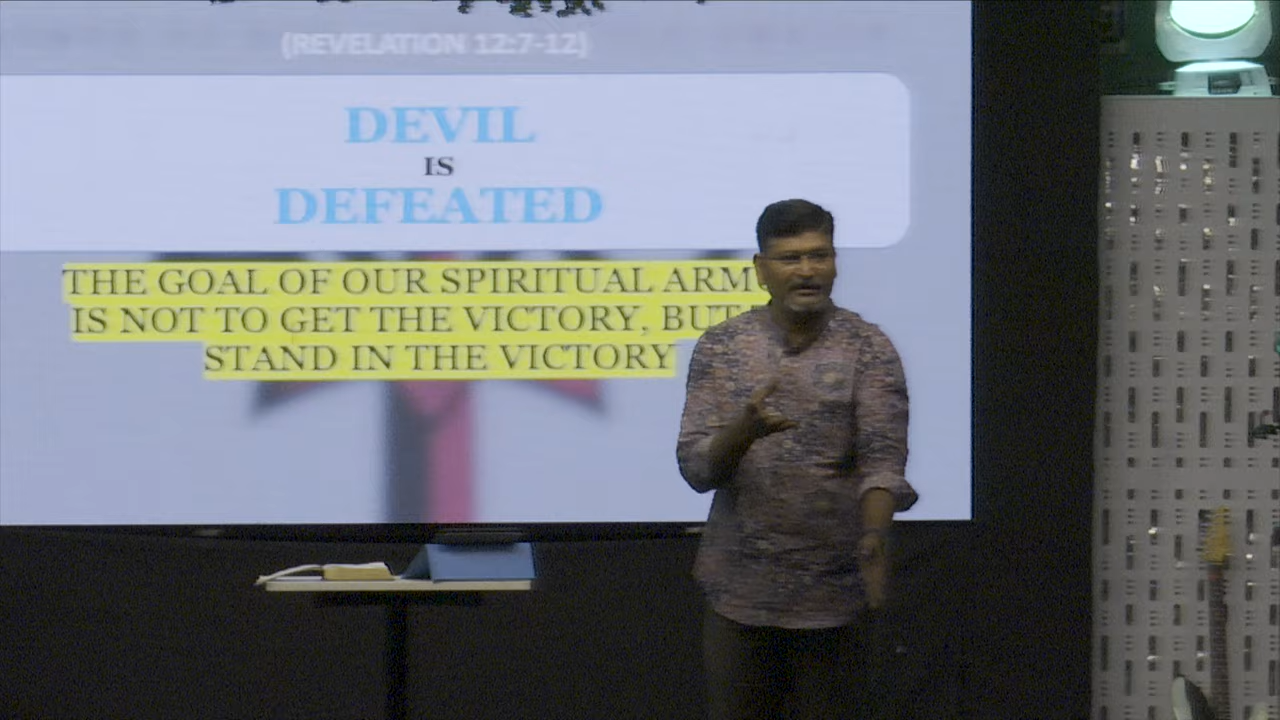 (REVELATION 12:7-12)
DEVIL
IS
DEFEATED
THE GOAL OF OUR SPIRITUAL
IS NOT TO GET THE VICTORY, BUT
STAND IN THE VICTORY